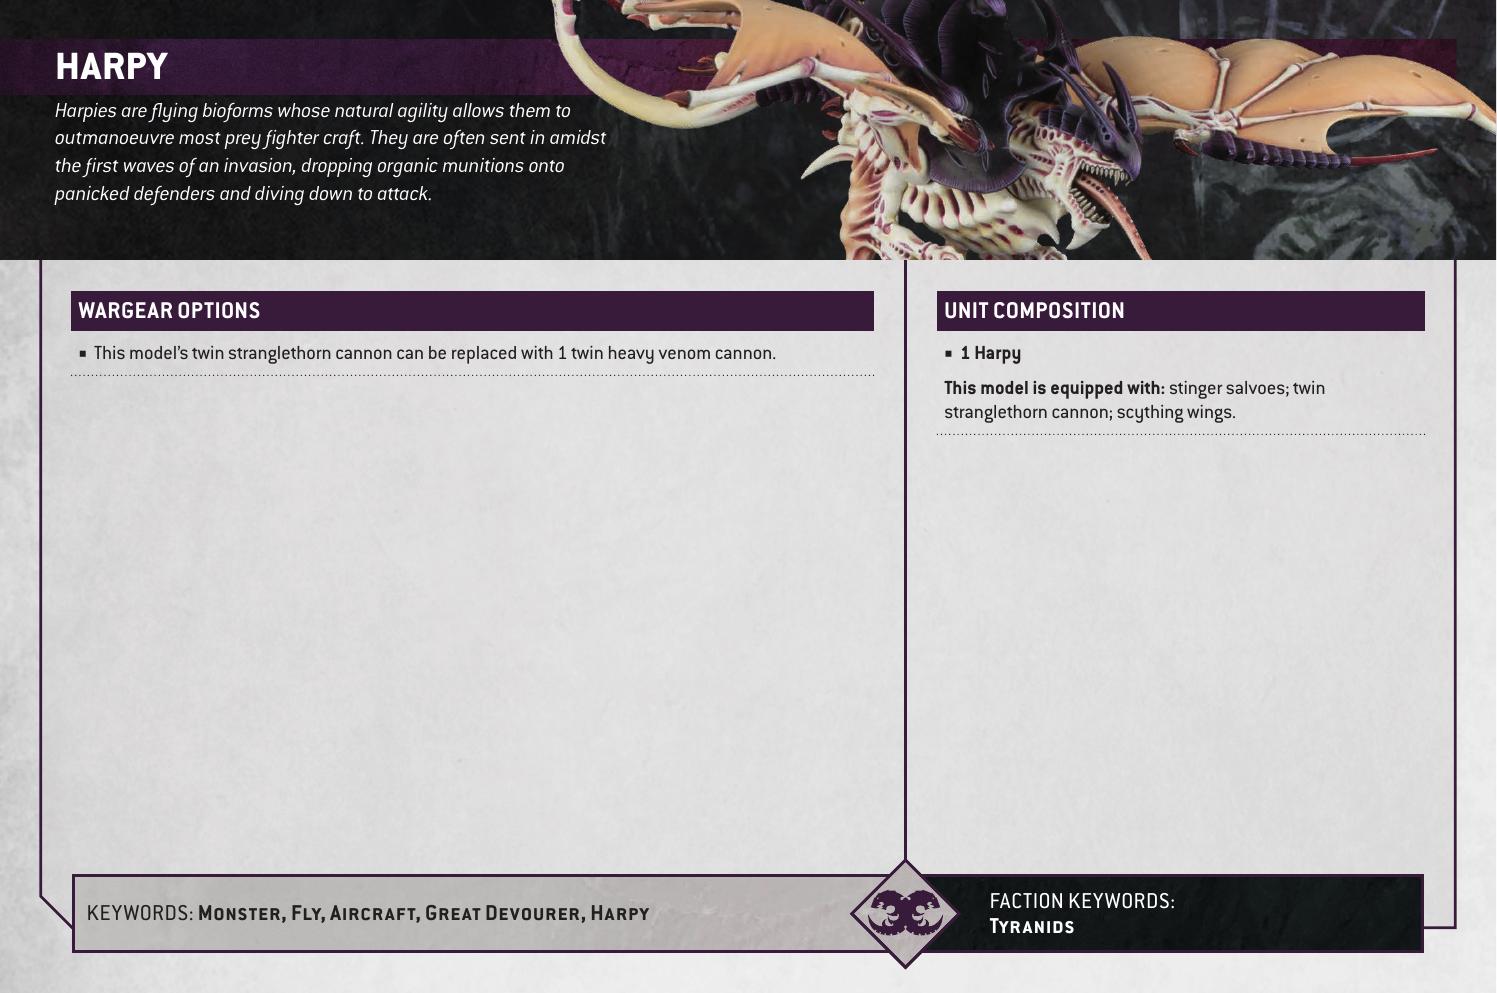 HARPY
Harpies are flying bioforms whose natural agility allows them to
outmanoeuvre most prey fighter craft. They are often sent in amidst
the first waves of an invasion, dropping organic munitions onto
panicked defenders and diving down to attack.
WARGEAR OPTIONS
■ This model’s twin stranglethorn cannon can be replaced with 1 twin heavy venom cannon.
UNIT COMPOSITION
■ 1 Harpy
This model is equipped with: stinger salvoes; twin
stranglethorn cannon; scything wings.
KEYWORDS: Monster, Fly, Aircraft, Great Devourer, Harpy
FACTION KEYWORDS:
Tyranids